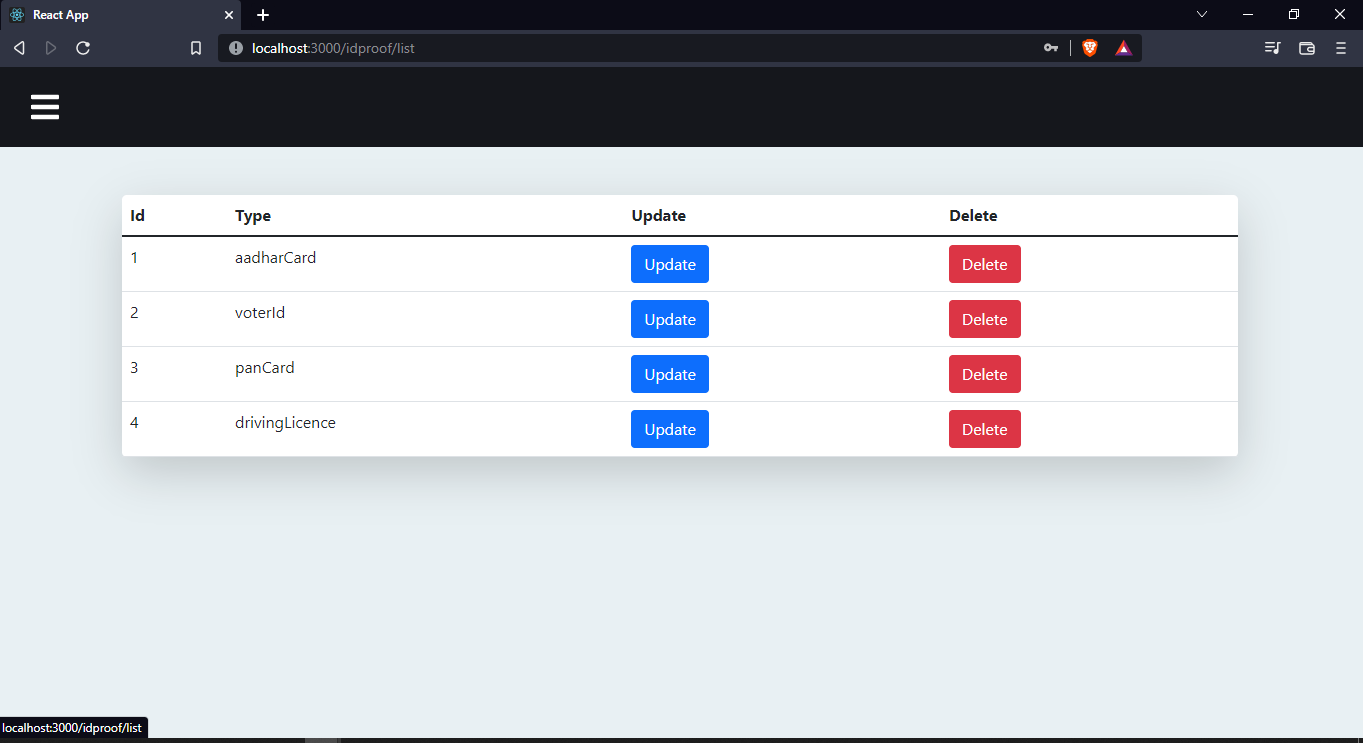 React App
localhost:3000/idproof/list
Id Type Update Delete
1 aadharCard Update Delete
2 voterId Update Delete
3 panCard Update Delete
4 drivingLicence Update Delete
localhost:3000/idproof/list